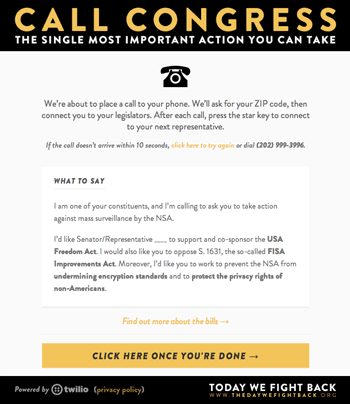 CALL CONGRESS
THE SINGLE MOST IMPORTANT ACTION YOU CAN TAKE
We're about to place a call to your phone. We'll ask for your ZIP code, then
connect you to your legislators. After each call, press the star key to connect
to your next representative.
If the call doesn't arrive within 10 seconds, click here to try again or dial (202) 999-3996.
WHAT TO SAY
I am one of your constituents, and I'm calling to ask you to take action
against mass surveillance by the NSA.
I'd like Senator/Representative ___ to support and co-sponsor the USA
Freedom Act. I would also like you to oppose S. 1631, the so-called FISA
Improvements Act. Moreover, I'd like you to work to prevent the NSA from
undermining encryption standards and to protect the privacy rights of
non-Americans.
Find out more about the bills →
CLICK HERE ONCE YOU'RE DONE →
Powered by twilio (privacy policy)
TODAY WE FIGHT BACK
WWW.THEDAYWEFIGHTBACK.ORG